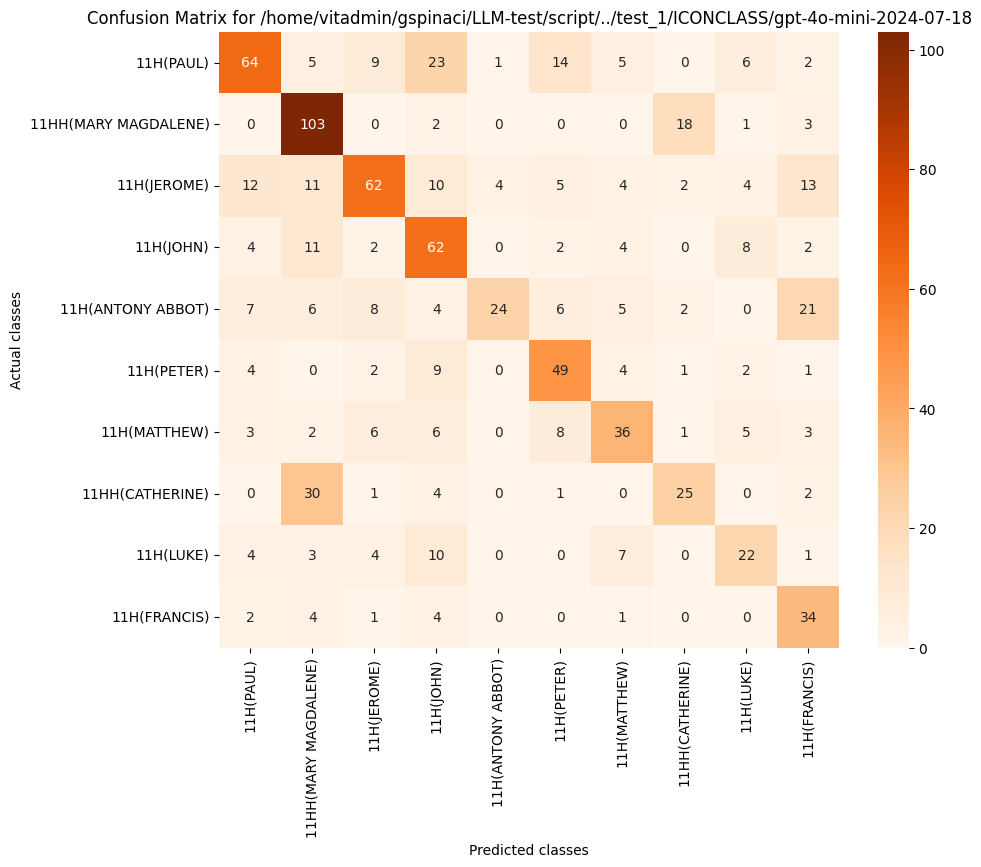 Confusion Matrix for /home/vitadmin/gspinaci/LLM-test/script/../test_1/ICONCLASS/gpt-4o-mini-2024-07-18
Actual classes
11H(PAUL) 64 5 9 23 1 14 5 0 6 2
11HH(MARY MAGDALENE) 0 103 0 2 0 0 0 18 1 3
11H(JEROME) 12 11 62 10 4 5 4 2 4 13
11H(JOHN) 4 11 2 62 0 2 4 0 8 2
11H(ANTONY ABBOT) 7 6 8 4 24 6 5 2 0 21
11H(PETER) 4 0 2 9 0 49 4 1 2 1
11H(MATTHEW) 3 2 6 6 0 8 36 1 5 3
11HH(CATHERINE) 0 30 1 4 0 1 0 25 0 2
11H(LUKE) 4 3 4 10 0 0 7 0 22 1
11H(FRANCIS) 2 4 1 4 0 0 1 0 0 34
11H(PAUL)
11HH(MARY MAGDALENE)
11H(JEROME)
11H(JOHN)
11H(ANTONY ABBOT)
11H(PETER)
11H(MATTHEW)
11HH(CATHERINE)
11H(LUKE)
11H(FRANCIS)
Predicted classes
100
80
60
40
20
0